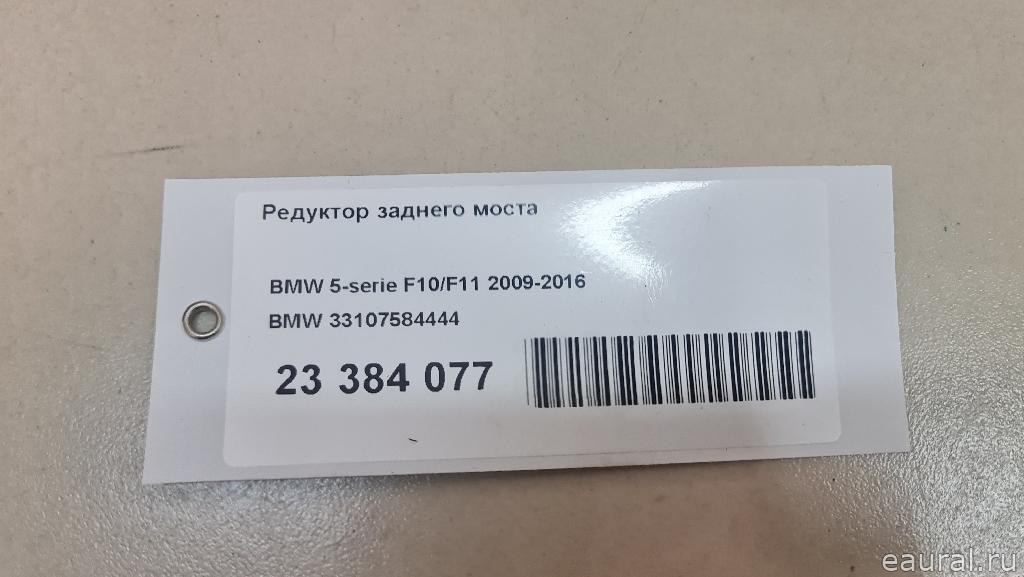 Редуктор заднего моста
BMW 5-serie F10/F11 2009-2016
BMW 33107584444
23 384 077
eaural.ru